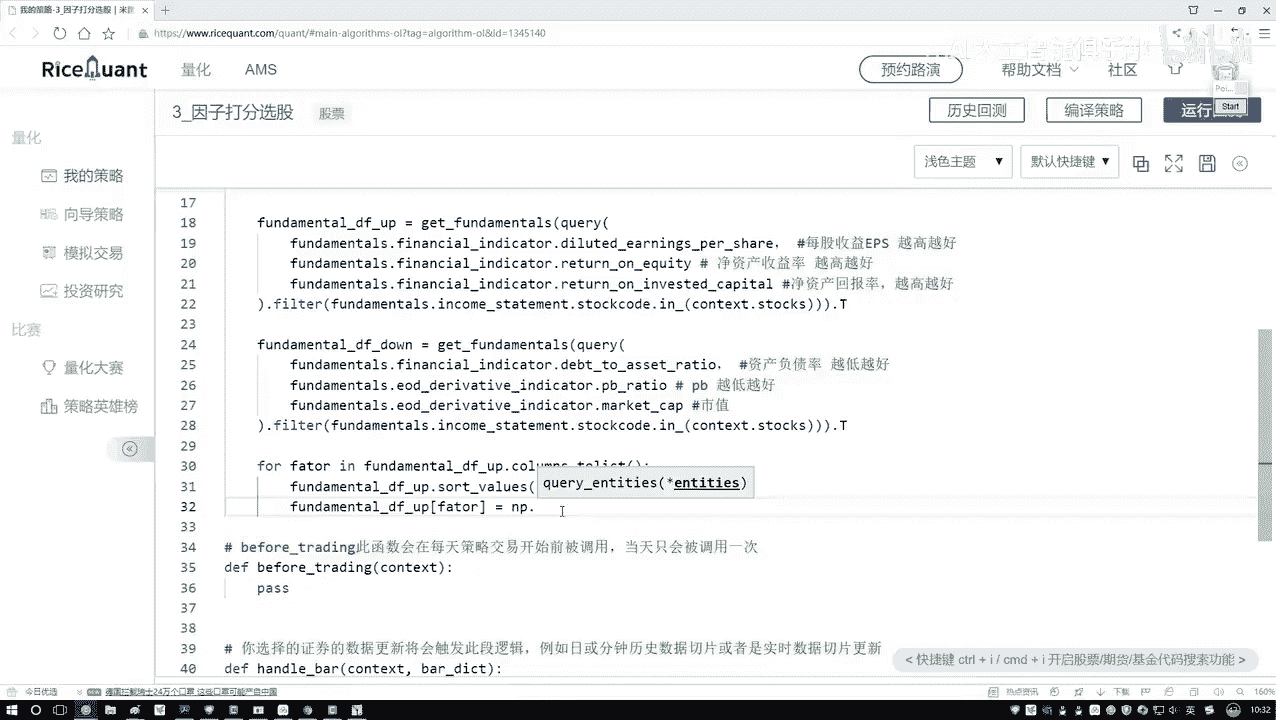 我的策略-3_因子打分选股 | 米
https://www.ricequant.com/quant/#main-algorithms-ol?tag=algorithm-ol&id=1345140
RiceQuant 量化 AMS 预约路演 帮助文档 社区
Poi...
Start
3_因子打分选股 股票 历史回测 编译策略 运行
浅色主题 默认快捷键
量化
我的策略
向导策略
模拟交易
投资研究
比赛
量化大赛
策略英雄榜
17
18 fundamental_df_up = get_fundamentals(query(
19 fundamentals.financial_indicator.diluted_earnings_per_share， #每股收益EPS 越高越好
20 fundamentals.financial_indicator.return_on_equity # 净资产收益率 越高越好
21 fundamentals.financial_indicator.return_on_invested_capital #净资产回报率，越高越好
22 ).filter(fundamentals.income_statement.stockcode.in_(context.stocks))).T
23
24 fundamental_df_down = get_fundamentals(query(
25 fundamentals.financial_indicator.debt_to_asset_ratio， #资产负债率 越低越好
26 fundamentals.eod_derivative_indicator.pb_ratio # pb 越低越好
27 fundamentals.eod_derivative_indicator.market_cap #市值
28 ).filter(fundamentals.income_statement.stockcode.in_(context.stocks))).T
29
30 for fator in fundamental_df_up.columns.tolist():
31 fundamental_df_up.sort_values(
query_entities(*entities)
32 fundamental_df_up[fator] = np.
33
34 # before_trading此函数会在每天策略交易开始前被调用，当天只会被调用一次
35 def before_trading(context):
36 pass
37
38
39 # 你选择的证券的数据更新将会触发此段逻辑，例如日或分钟历史数据切片或者是实时数据切片更新
40 def handle_bar(context, bar_dict):
< 快捷键 ctrl + i / cmd + i 开启股票/期货/基金代码搜索功能 >
今日优选
热点资讯 下载 160%
英 10:32